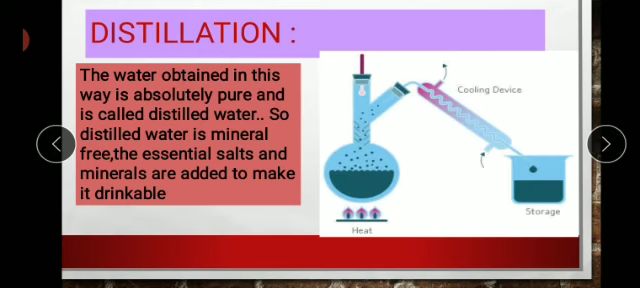 DISTILLATION :
The water obtained in this
way is absolutely pure and
is called distilled water.. So
distilled water is mineral
free,the essential salts and
minerals are added to make
it drinkable
Cooling Device
Storage
Heat